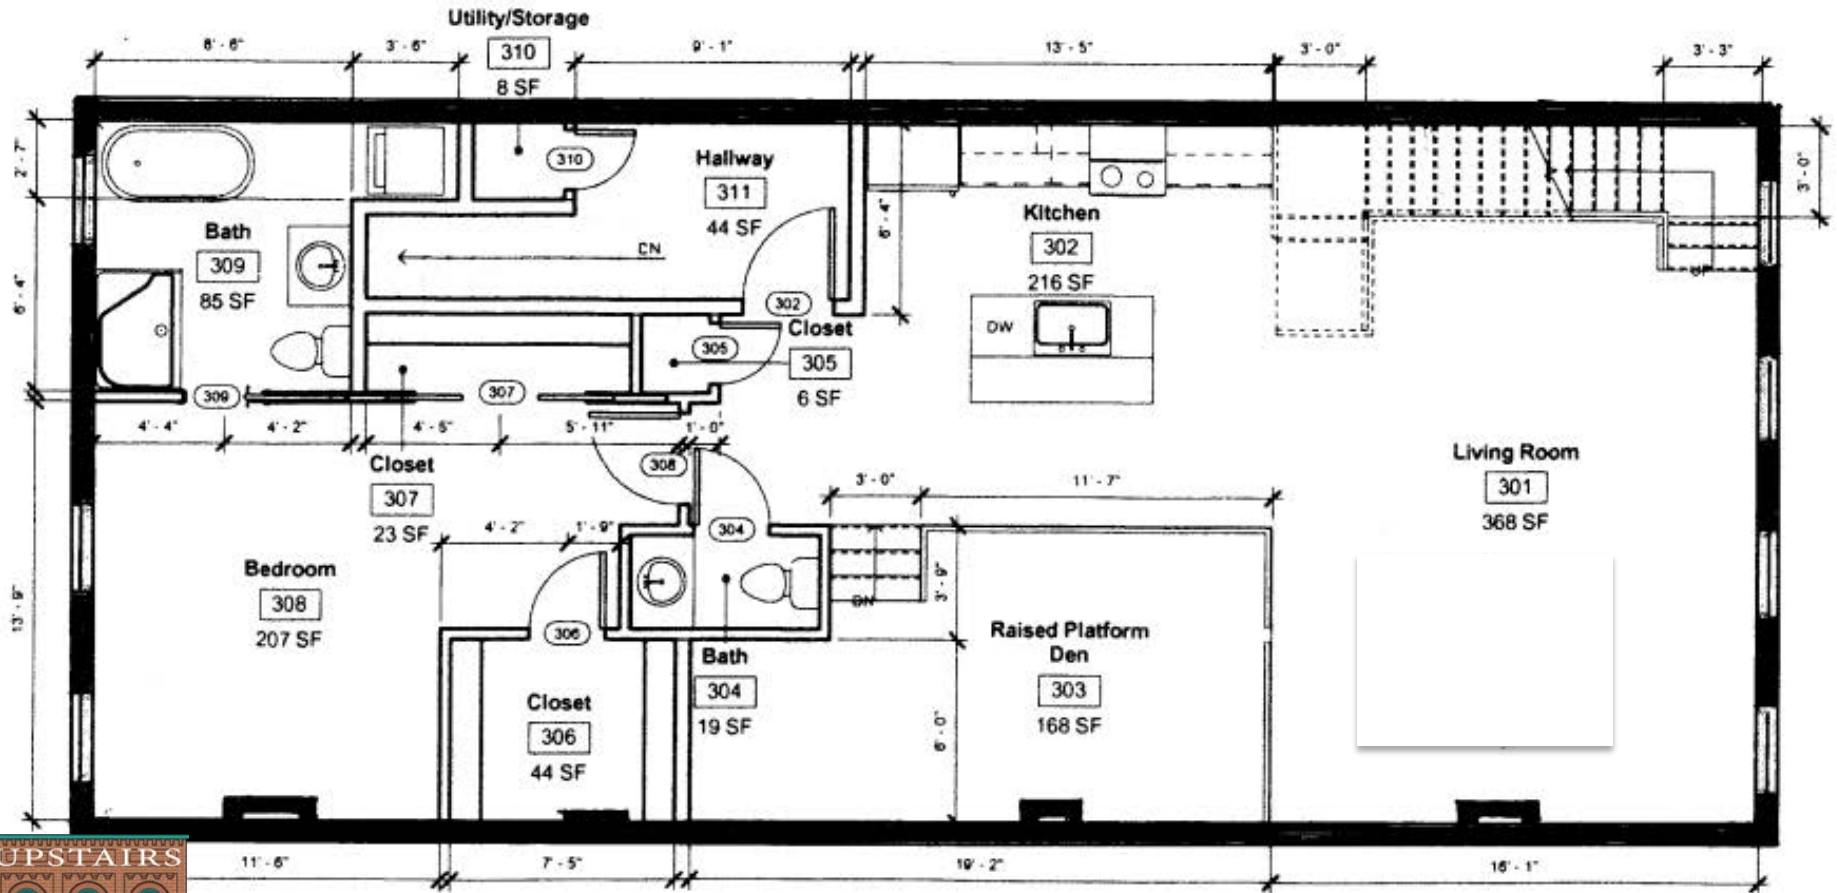 Utility/Storage
310
8 SF
8' - 6"
3' - 6"
9' - 1"
13' - 5"
3' - 0"
3' - 3"
2' - 7"
310
Hallway
311
44 SF
3' - 0"
Bath
309
85 SF
6' - 4"
Kitchen
302
216 SF
DN
6' - 4"
UP
302
DW
305
Closet
305
6 SF
309
307
4' - 4"
4' - 2"
4' - 5"
5' - 11"
1' - 0"
Closet
307
23 SF
308
3' - 0"
11' - 7"
Living Room
301
368 SF
4' - 2"
1' - 9"
304
Bedroom
308
207 SF
13' - 9"
DN
3' - 9"
306
Raised Platform
Den
303
168 SF
Bath
304
19 SF
Closet
306
44 SF
6' - 0"
UPSTAIRS
11' - 6"
7' - 5"
19' - 2"
16' - 1"